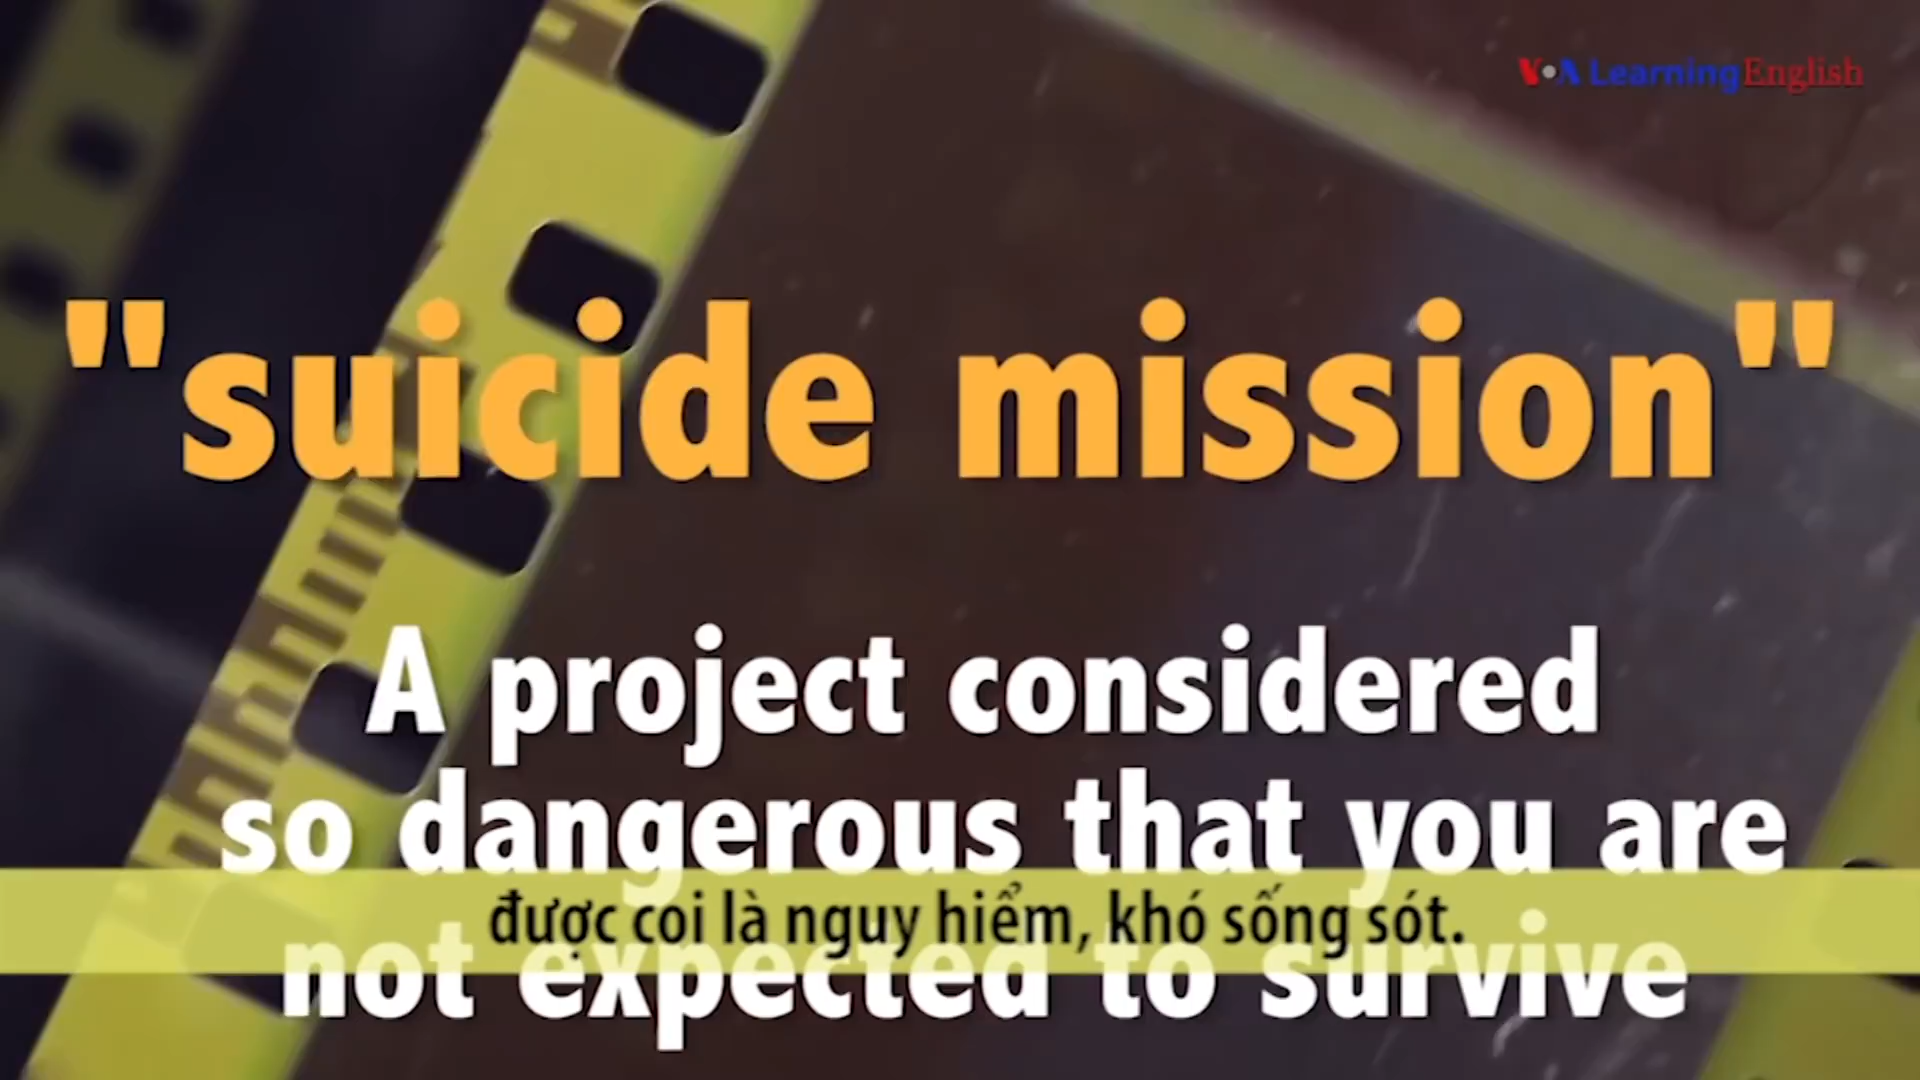 VOA Learning English
"suicide mission"
A project considered
so dangerous that you are
được coi là nguy hiểm, khó sống sót.
not expected to survive